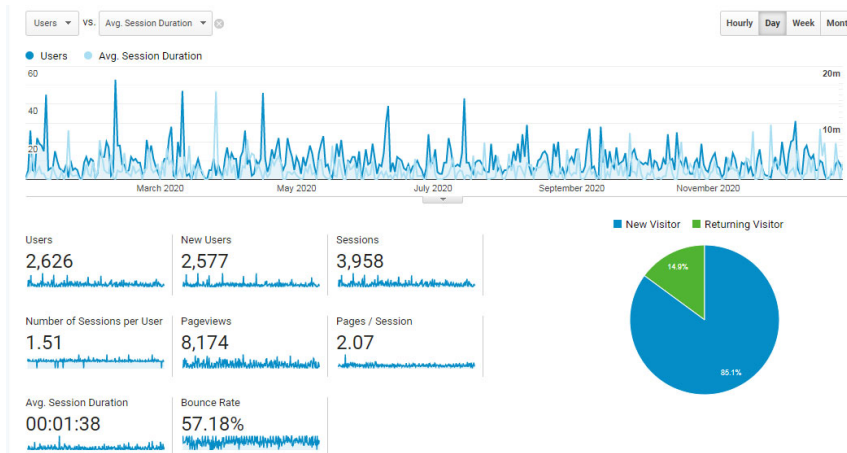 Users VS. Avg. Session Duration
Hourly Day Week Mont
Users Avg. Session Duration
60 20m
40 10m
20
March 2020 May 2020 July 2020 September 2020 November 2020
New Visitor Returning Visitor
Users New Users Sessions
2,626 2,577 3,958
14.9%
Number of Sessions per User Pageviews Pages / Session
1.51 8,174 2.07
85.1%
Avg. Session Duration Bounce Rate
00:01:38 57.18%